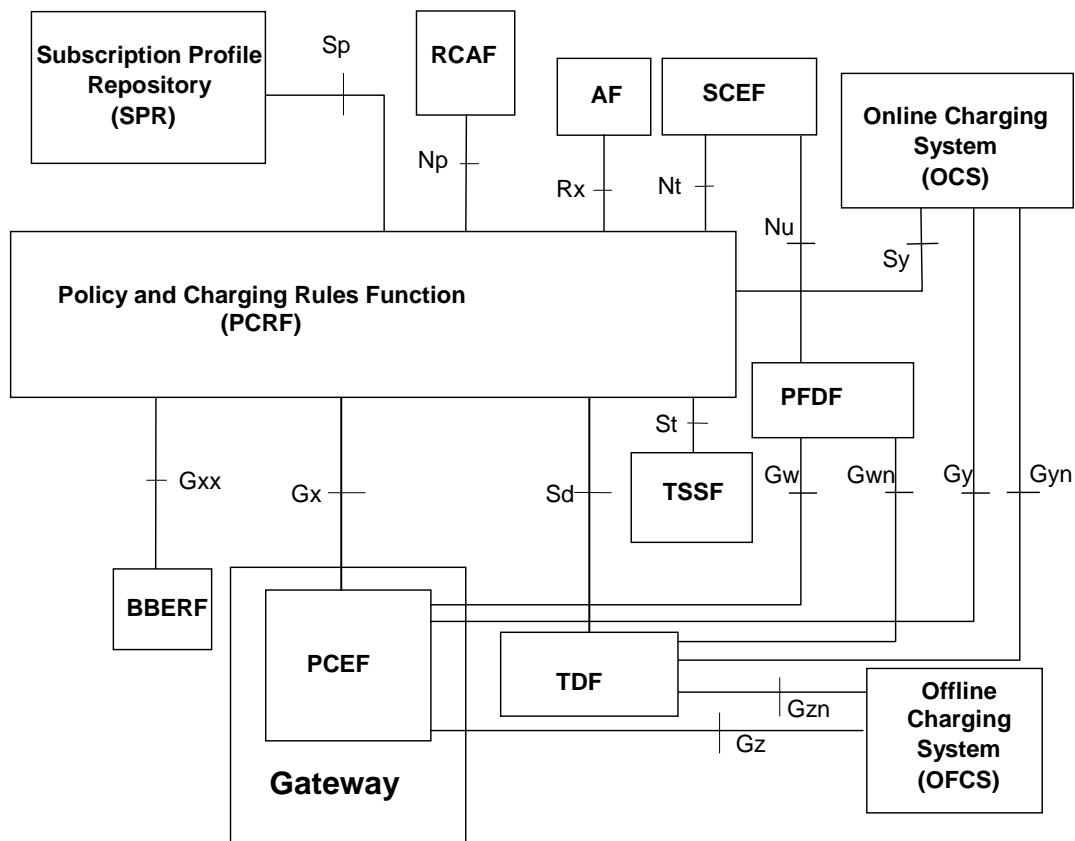 Subscription Profile
Repository
(SPR)
Sp
RCAF
AF
SCEF
Online Charging
System
(OCS)
Np
Rx
Nt
Nu
Sy
Policy and Charging Rules Function
(PCRF)
PFDF
St
Gxx
Gx
Sd
TSSF
Gw
Gwn
Gy
Gyn
BBERF
PCEF
TDF
Offline
Charging
System
(OFCS)
Gzn
Gz
Gateway